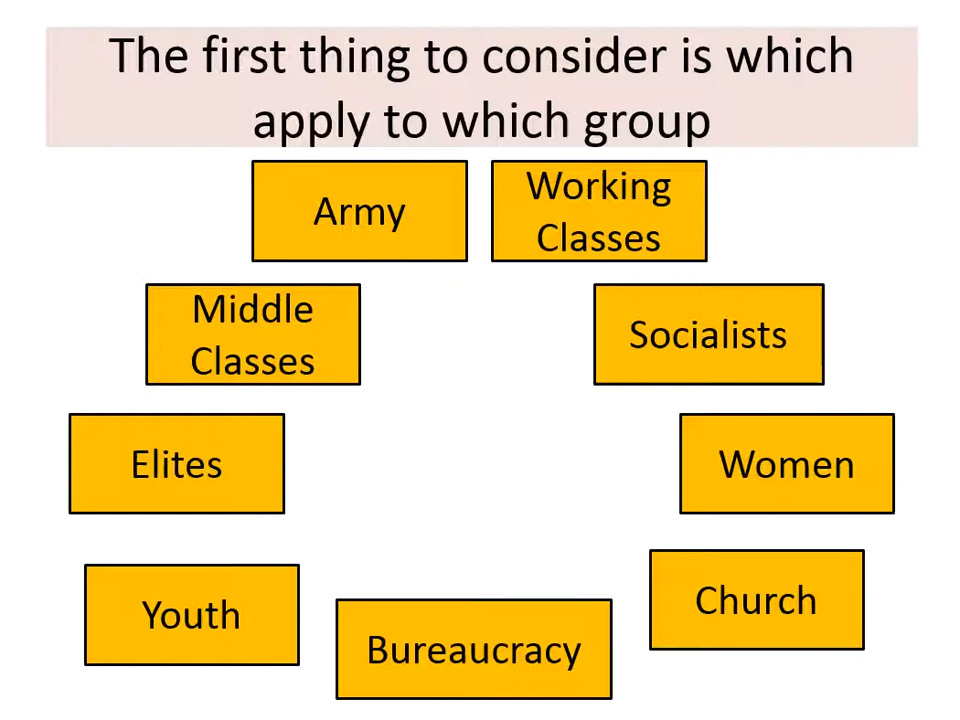 The first thing to consider is which
apply to which group
Army
Working
Classes
Middle
Classes
Socialists
Elites
Women
Youth
Bureaucracy
Church